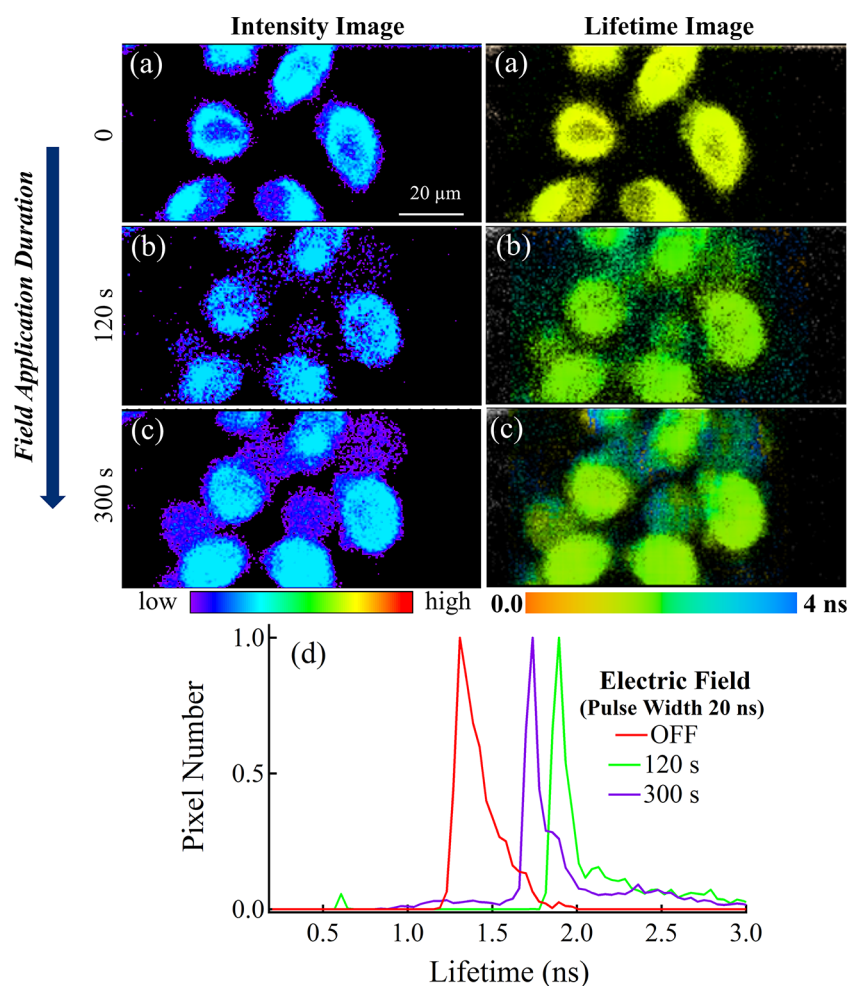 Intensity Image
Lifetime Image
(a)
(a)
0
20 μm
Field Application Duration
(b)
(b)
120 s
(c)
(c)
300 s
low
high
0.0
4 ns
(d)
1.0
0.5
0.0
Pixel Number
Electric Field
(Pulse Width 20 ns)
OFF
120 s
300 s
0.5
1.0
1.5
2.0
2.5
3.0
Lifetime (ns)